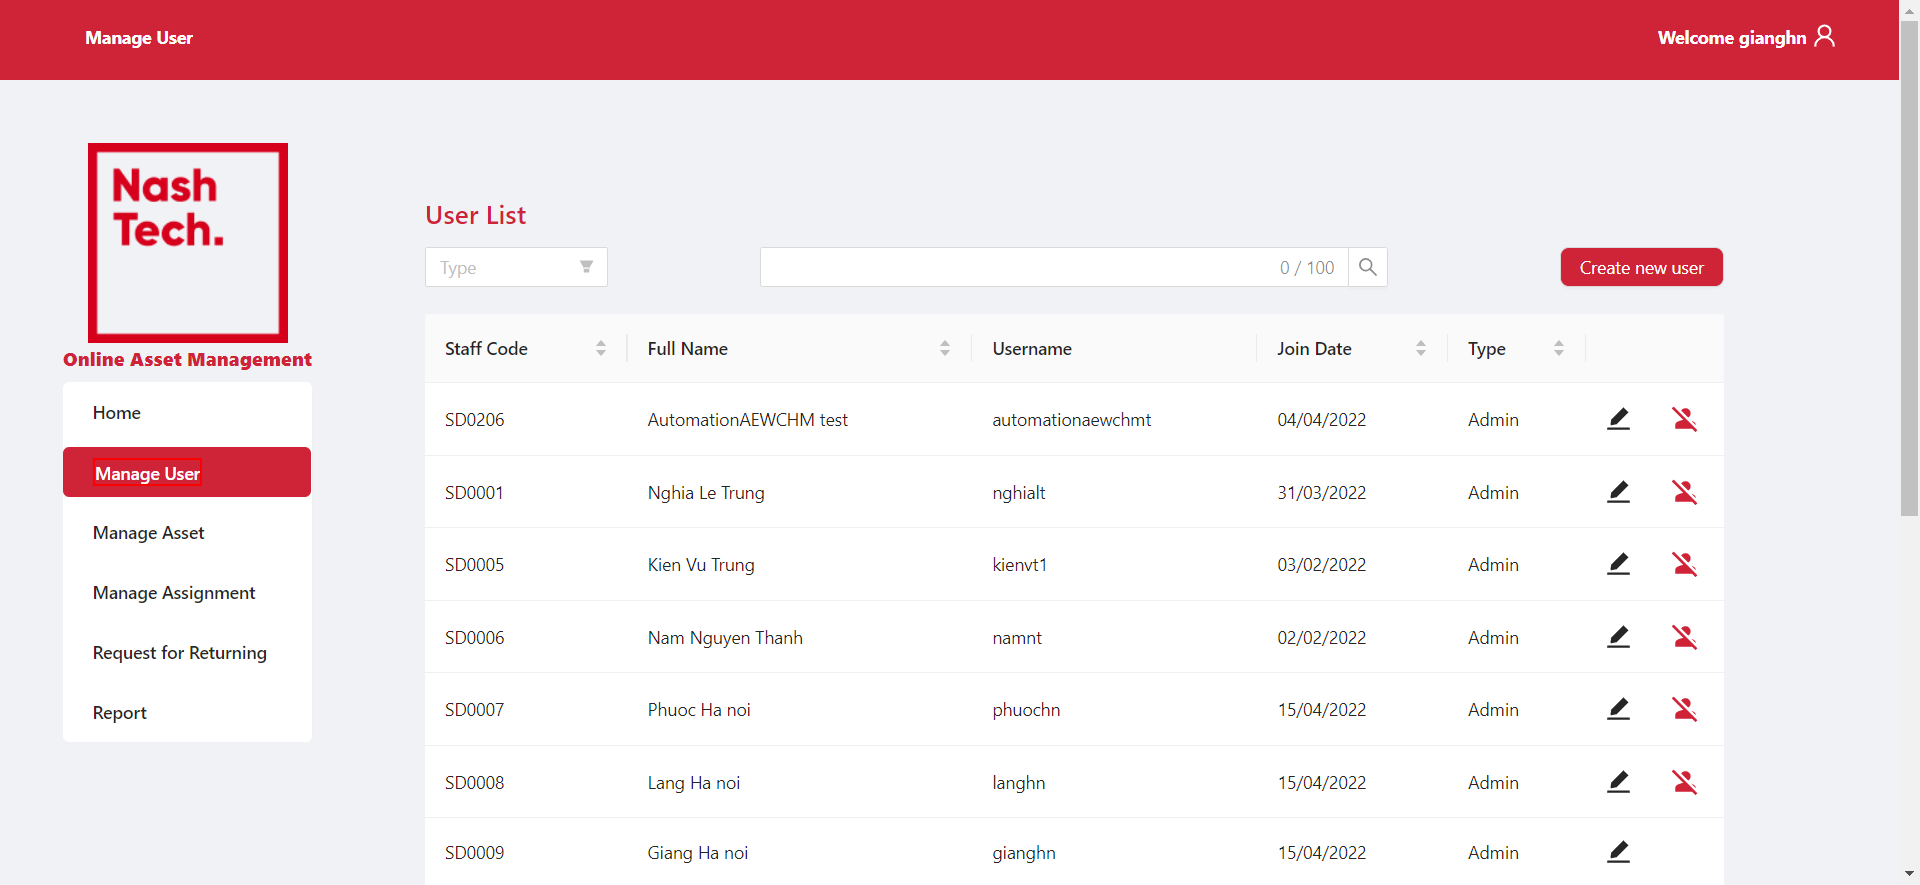 Manage User
Welcome gianghn
Nash
Tech.
Online Asset Management
Home
Manage User
Manage Asset
Manage Assignment
Request for Returning
Report
User List
Type
0 / 100
Create new user
Staff Code Full Name Username Join Date Type
SD0206 AutomationAEWCHM test automationaewchmt 04/04/2022 Admin
SD0001 Nghia Le Trung nghialt 31/03/2022 Admin
SD0005 Kien Vu Trung kienvt1 03/02/2022 Admin
SD0006 Nam Nguyen Thanh namnt 02/02/2022 Admin
SD0007 Phuoc Ha noi phuochn 15/04/2022 Admin
SD0008 Lang Ha noi langhn 15/04/2022 Admin
SD0009 Giang Ha noi gianghn 15/04/2022 Admin